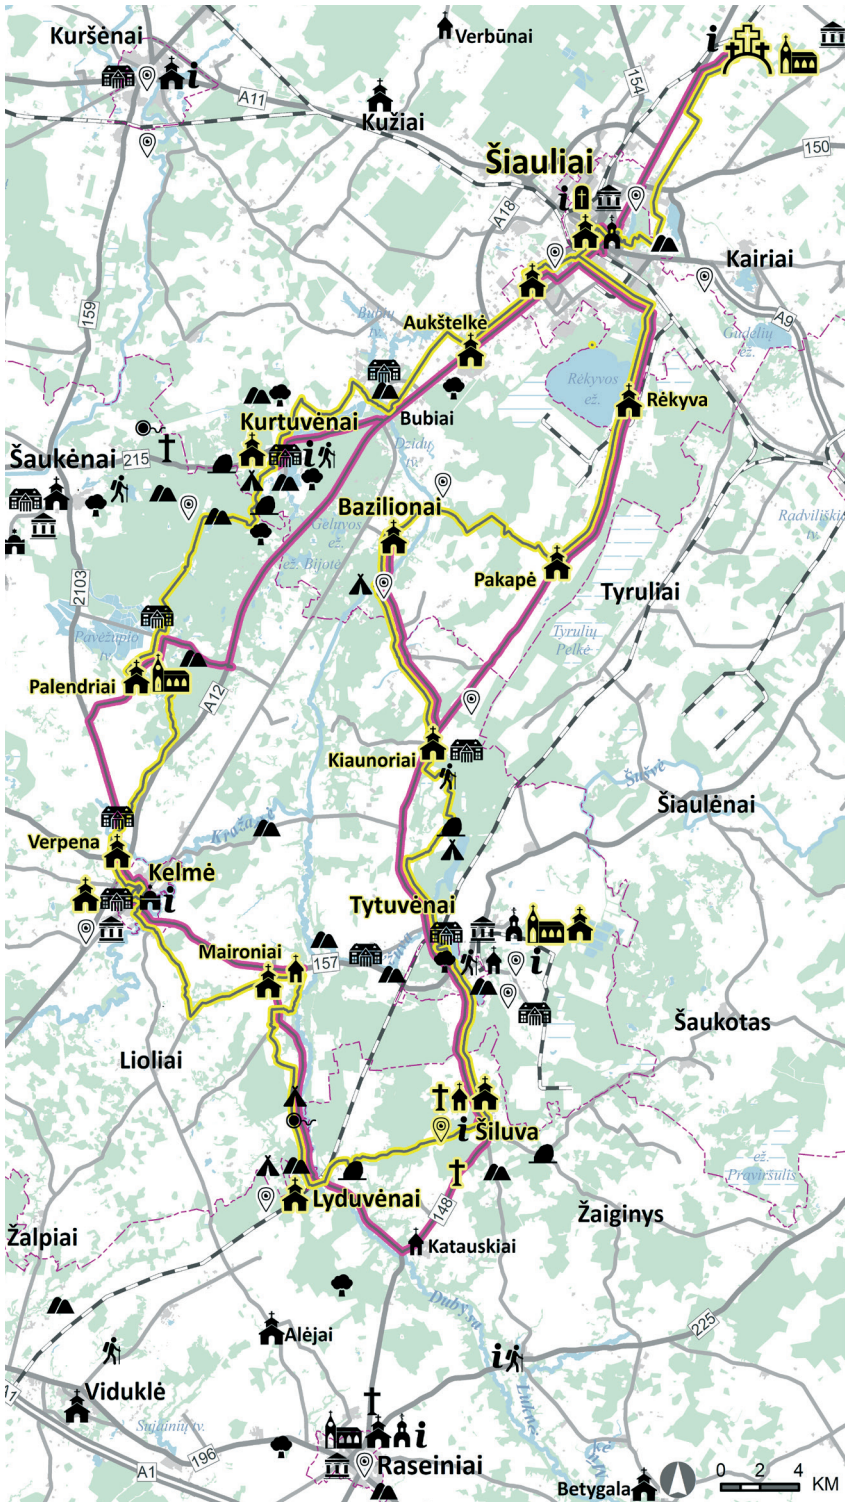 Kuršėnai
Verbūnai
A11
154
Kužiai
150
Šiauliai
A18
Kairiai
159
Bubių
tv.
Aukštelkė
A9
Gudelių
ež.
Rėkyvos
ež.
Rėkyva
Kurtuvėnai
Bubiai
Dzidų
tv.
Šaukėnai
215
Bazilionai
Geluvos
ež.
ež. Bijotė
Radviliškio
tv.
Pakapė
Tyruliai
2103
Pavėžupio
tv.
Tyrulių
Pelkė
Palendriai
A12
Kiaunoriai
Šušvė
Šiaulėnai
Kražantė
Verpena
Kelmė
Tytuvėnai
Maironiai
157
Šaukotas
Lioliai
Šiluva
ež.
Praviršulis
Lyduvėnai
148
Žaiginys
Žalpiai
Katauskiai
Dubysa
225
Alėjai
Viduklė
Luknė
Sujainių tv.
196
A1
Raseiniai
Betygala
0 2 4
KM